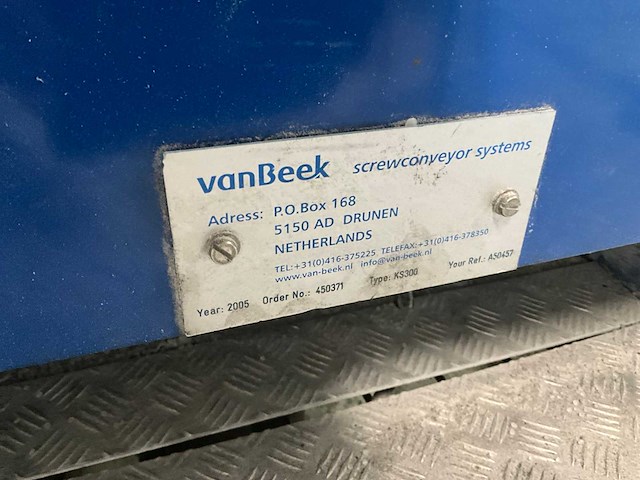 vanBeek screwconveyor systems
Adress: P.O.Box 168
5150 AD DRUNEN
NETHERLANDS
TEL:+31(0)416-375225 TELEFAX:+31(0)416-378350
www.van-beek.nl info@van-beek.nl
Year: 2005 Order No.: 450371 Type: KS300 Your Ref.: A50457